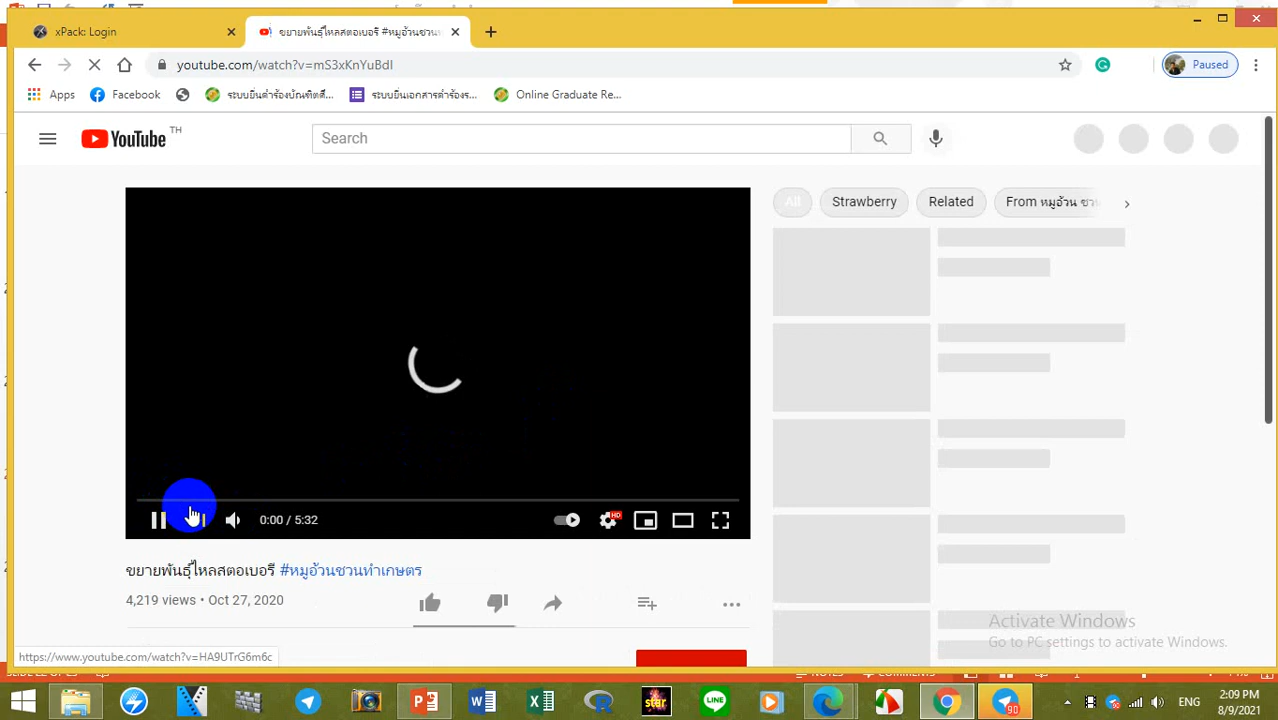 xPack: Login
ขยายพันธุ์ไหลสตอเบอรี #หมูอ้วนชวน
youtube.com/watch?v=mS3xKnYuBdI
Paused
Apps
Facebook
ระบบยื่นคำร้องบัณฑิตศึ...
ระบบยื่นเอกสารคำร้องร...
Online Graduate Re...
YouTube TH
Search
All
Strawberry
Related
From หมูอ้วน ชว
0:00 / 5:32
HD
ขยายพันธุ์ไหลสตอเบอรี #หมูอ้วนชวนทำเกษตร
4,219 views • Oct 27, 2020
Activate Windows
Go to PC settings to activate Windows.
https://www.youtube.com/watch?v=HA9UTrG6m6c
NOTES
COMMENTS
star
LINE
90
ENG
2:09 PM
8/9/2021